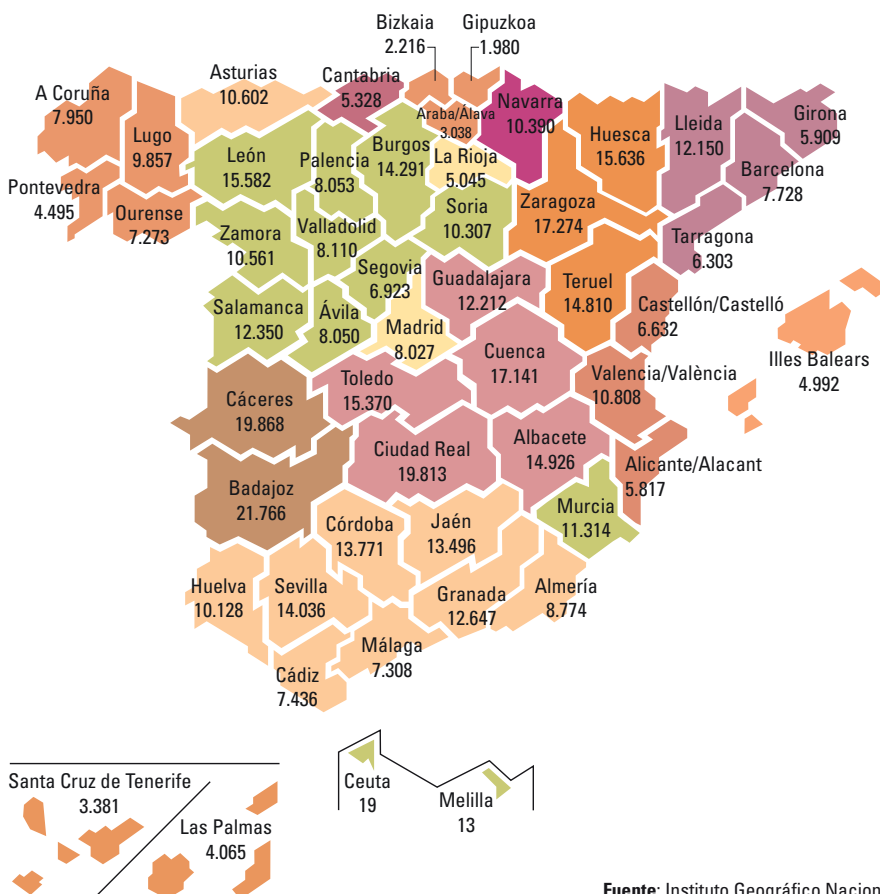 Bizkaia
2.216
Gipuzkoa
1.980
A Coruña
7.950
Lugo
9.857
Asturias
10.602
Cantabria
5.328
Araba/Álava
3.038
Navarra
10.390
Huesca
15.636
Lleida
12.150
Girona
5.909
Barcelona
7.728
Pontevedra
4.495
Ourense
7.273
León
15.582
Palencia
8.053
Burgos
14.291
La Rioja
5.045
Soria
10.307
Zaragoza
17.274
Tarragona
6.303
Zamora
10.561
Valladolid
8.110
Segovia
6.923
Guadalajara
12.212
Teruel
14.810
Castellón/Castelló
6.632
Salamanca
12.350
Ávila
8.050
Madrid
8.027
Cuenca
17.141
Valencia/València
10.808
Illes Balears
4.992
Cáceres
19.868
Toledo
15.370
Ciudad Real
19.813
Albacete
14.926
Alicante/Alacant
5.817
Badajoz
21.766
Murcia
11.314
Córdoba
13.771
Jaén
13.496
Huelva
10.128
Sevilla
14.036
Granada
12.647
Almería
8.774
Málaga
7.308
Cádiz
7.436
Santa Cruz de Tenerife
3.381
Las Palmas
4.065
Ceuta
19
Melilla
13
Fuente: Instituto Geográfico Nacion